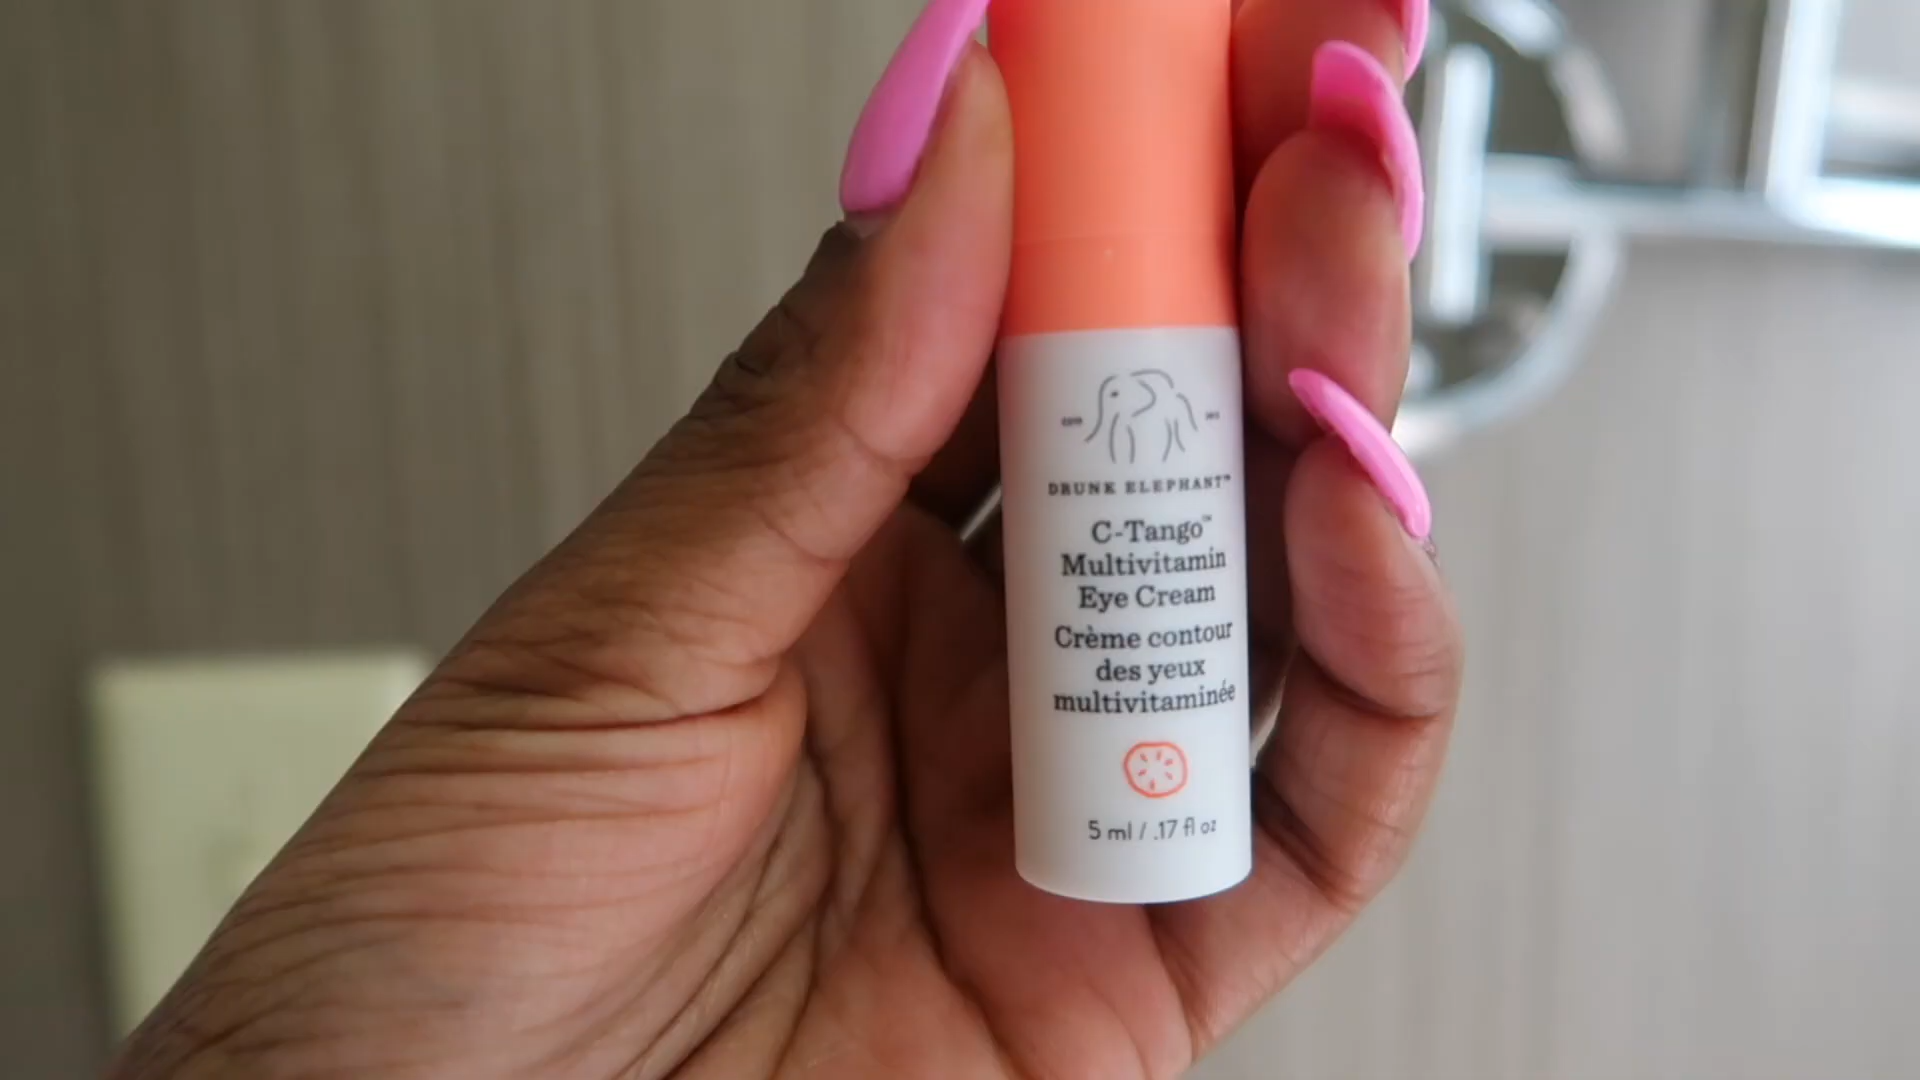 DRUNK ELEPHANT™
C-Tango™
Multivitamin
Eye Cream
Crème contour
des yeux
multivitaminée
5 ml / .17 fl oz